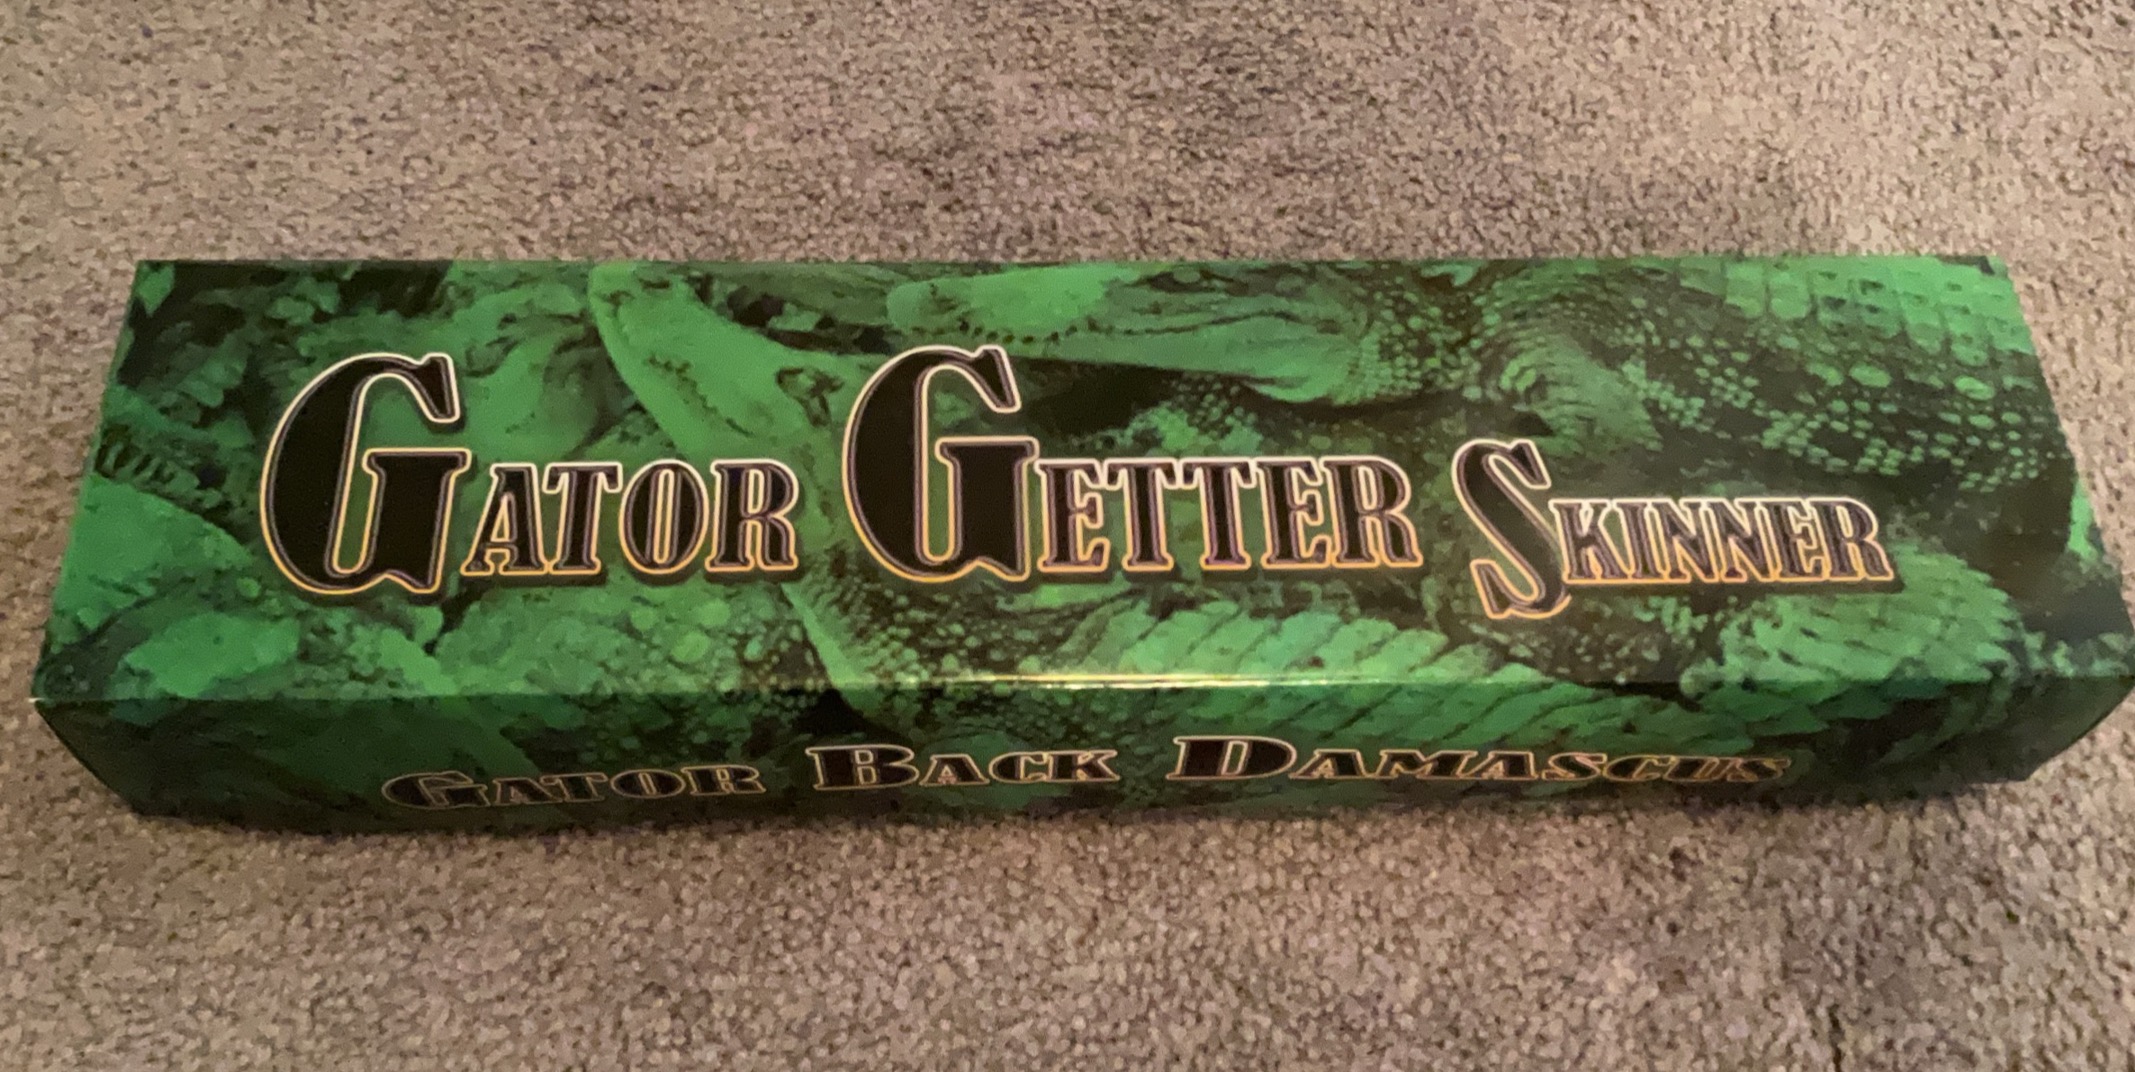 GATOR GETTER SKINNER
GATOR BACK DAMASCUS